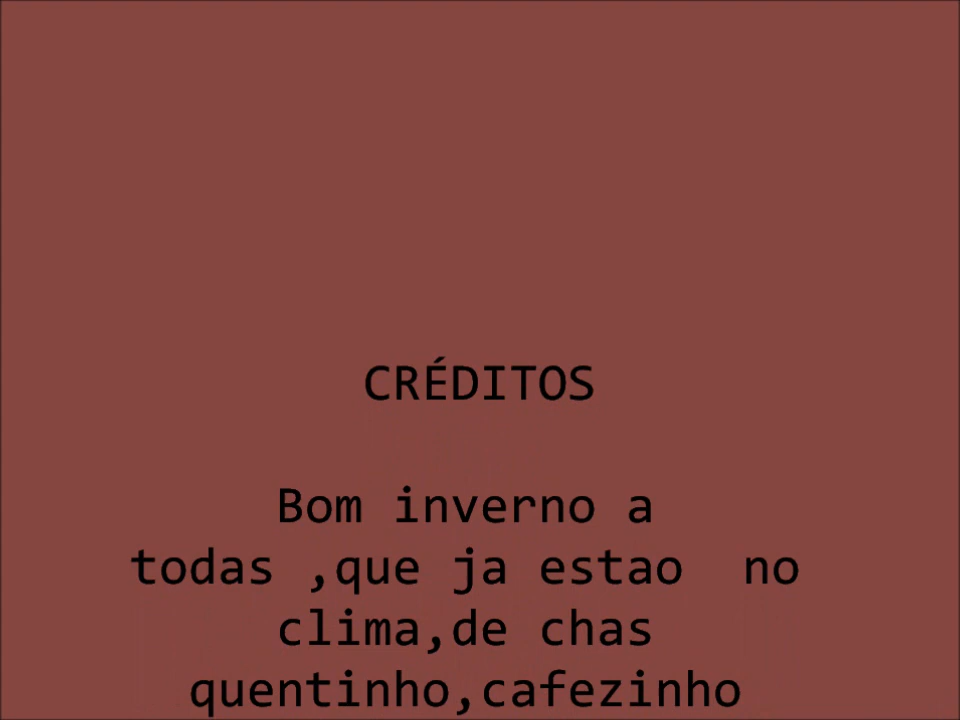 CRÉDITOS
Bom inverno a
todas ,que ja estao  no
clima,de chas
quentinho,cafezinho